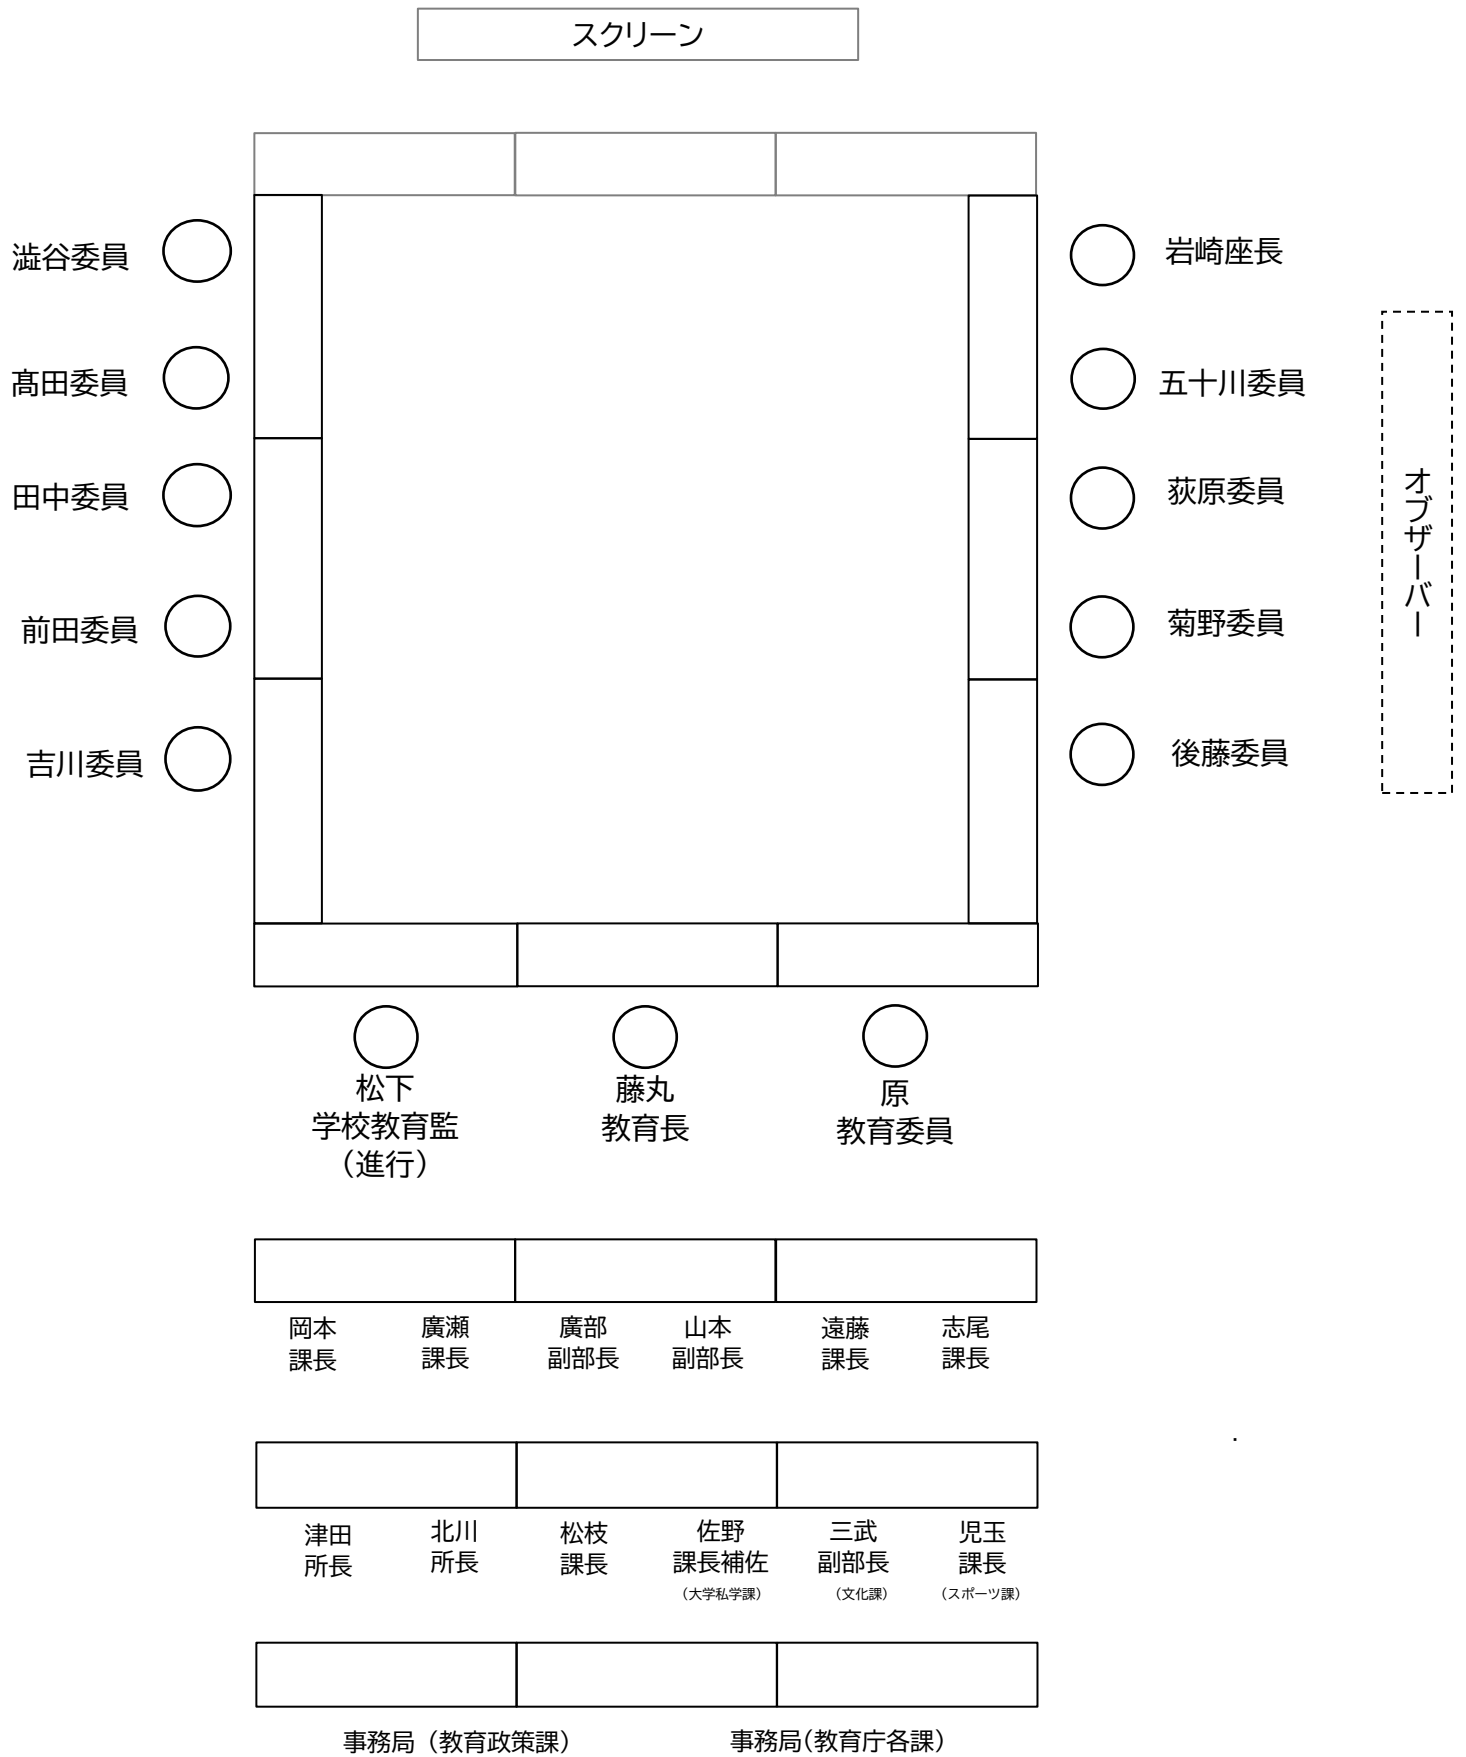 スクリーン
澁谷委員
岩崎座長
髙田委員
五十川委員
田中委員
荻原委員
オブザーバー
前田委員
菊野委員
吉川委員
後藤委員
松下
学校教育監
（進行）
藤丸
教育長
原
教育委員
岡本
課長
廣瀬
課長
廣部
副部長
山本
副部長
遠藤
課長
志尾
課長
津田
所長
北川
所長
松枝
課長
佐野
課長補佐
（大学私学課）
三武
副部長
（文化課）
児玉
課長
（スポーツ課）
事務局（教育政策課）
事務局（教育庁各課）